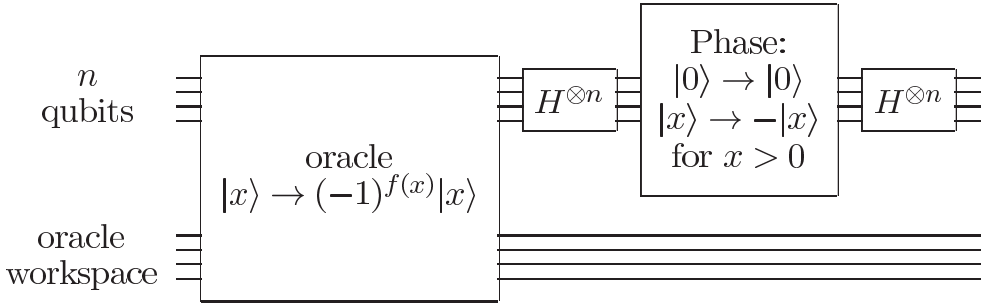 n
qubits
oracle
workspace
oracle
|x⟩ → (−1)^{f(x)}|x⟩
H^{⊗n}
Phase:
|0⟩ → |0⟩
|x⟩ → −|x⟩
for x > 0
H^{⊗n}